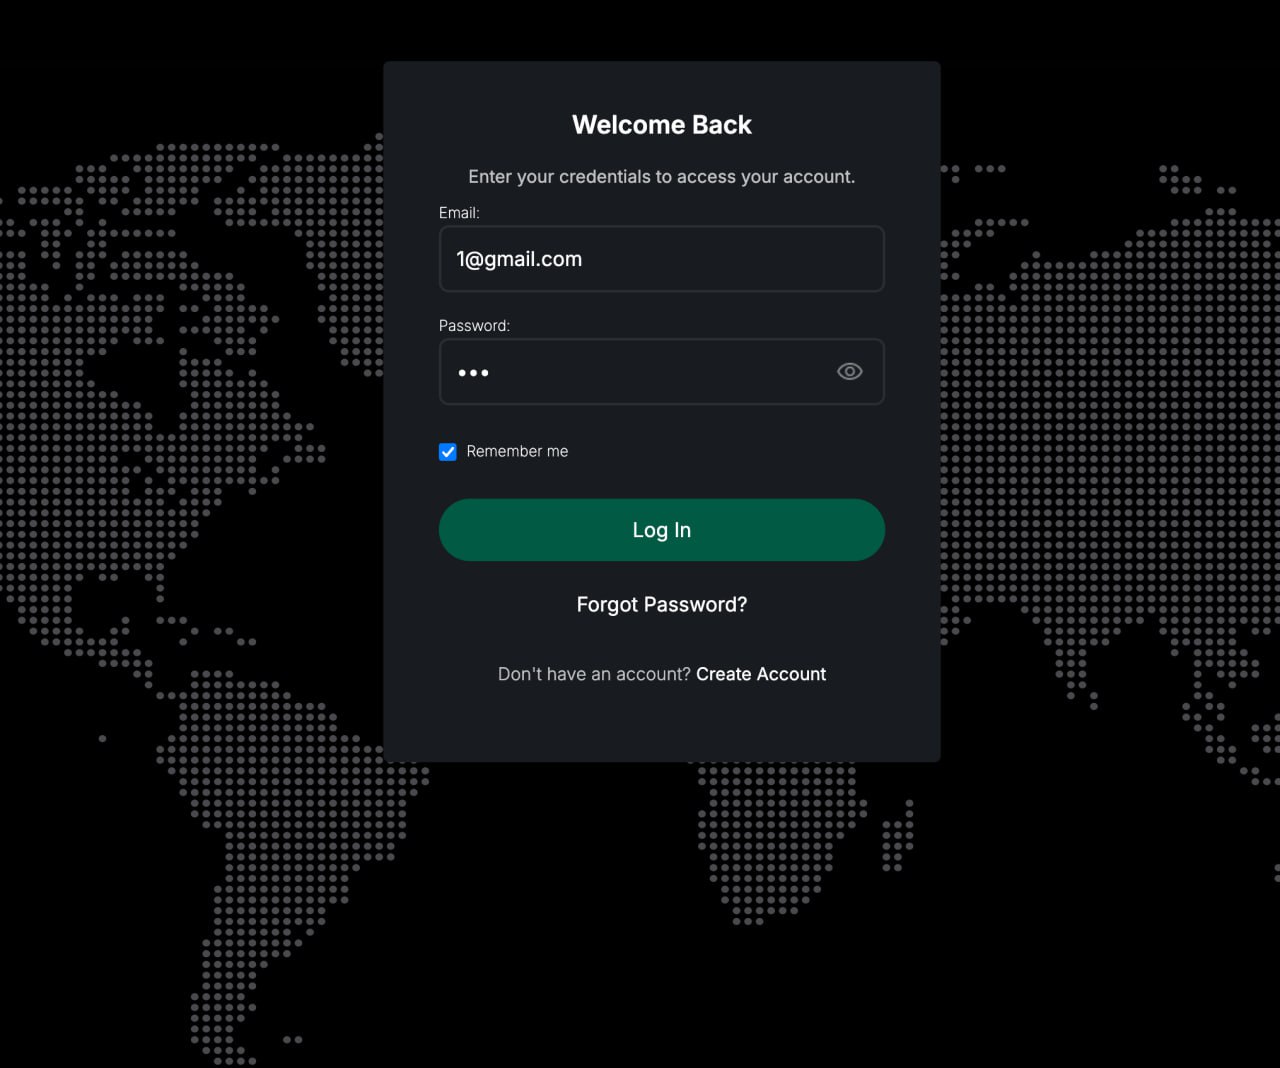 Welcome Back
Enter your credentials to access your account.
Email:
1@gmail.com
Password:
•••
Remember me
Log In
Forgot Password?
Don't have an account? Create Account